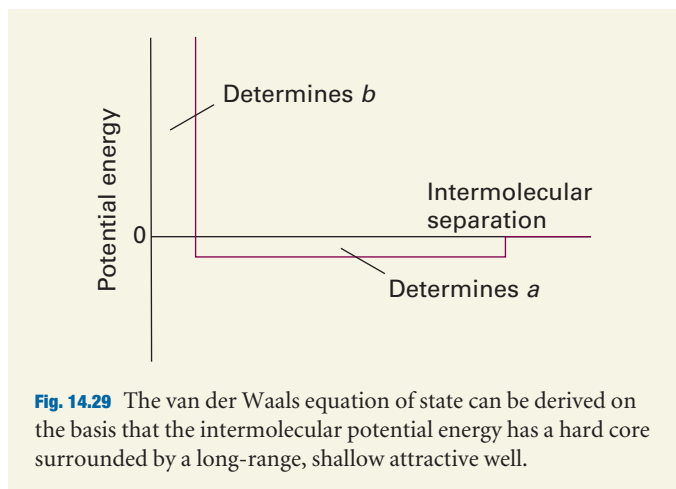 Determines b
Potential energy
Intermolecular
separation
0
Determines a
Fig. 14.29 The van der Waals equation of state can be derived on
the basis that the intermolecular potential energy has a hard core
surrounded by a long-range, shallow attractive well.